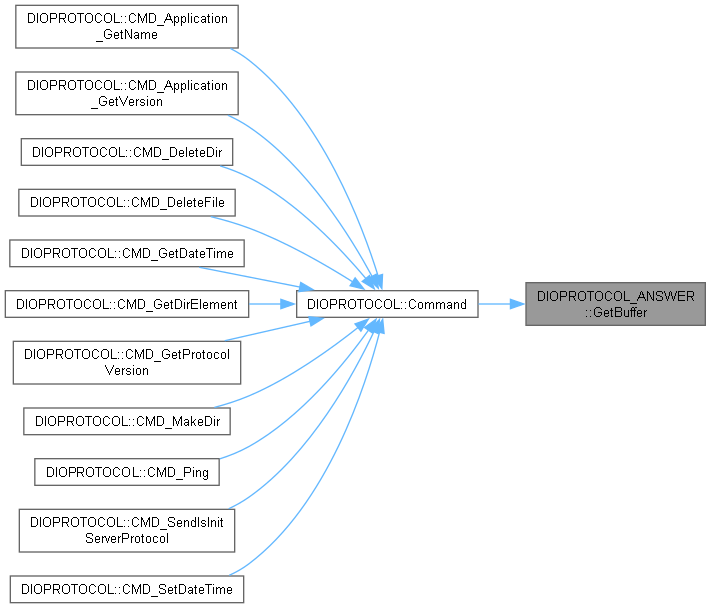 DIOPROTOCOL::CMD_Application
_GetName
DIOPROTOCOL::CMD_Application
_GetVersion
DIOPROTOCOL::CMD_DeleteDir
DIOPROTOCOL::CMD_DeleteFile
DIOPROTOCOL::CMD_GetDateTime
DIOPROTOCOL::CMD_GetDirElement
DIOPROTOCOL::CMD_GetProtocol
Version
DIOPROTOCOL::CMD_MakeDir
DIOPROTOCOL::CMD_Ping
DIOPROTOCOL::CMD_SendIsInit
ServerProtocol
DIOPROTOCOL::CMD_SetDateTime
DIOPROTOCOL::Command
DIOPROTOCOL_ANSWER
::GetBuffer